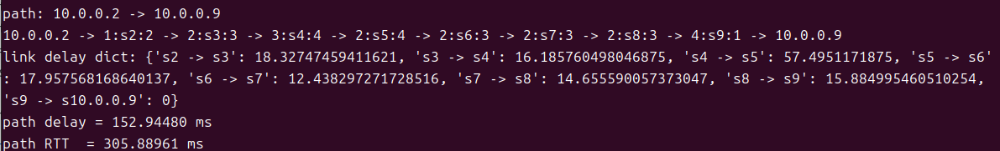 path: 10.0.0.2 -> 10.0.0.9
10.0.0.2 -> 1:s2:2 -> 2:s3:3 -> 3:s4:4 -> 2:s5:4 -> 2:s6:3 -> 2:s7:3 -> 2:s8:3 -> 4:s9:1 -> 10.0.0.9
link delay dict: {'s2 -> s3': 18.32747459411621, 's3 -> s4': 16.185760498046875, 's4 -> s5': 57.4951171875, 's5 -> s6'
: 17.957568168640137, 's6 -> s7': 12.438297271728516, 's7 -> s8': 14.655590057373047, 's8 -> s9': 15.884995460510254,
's9 -> s10.0.0.9': 0}
path delay = 152.94480 ms
path RTT  = 305.88961 ms